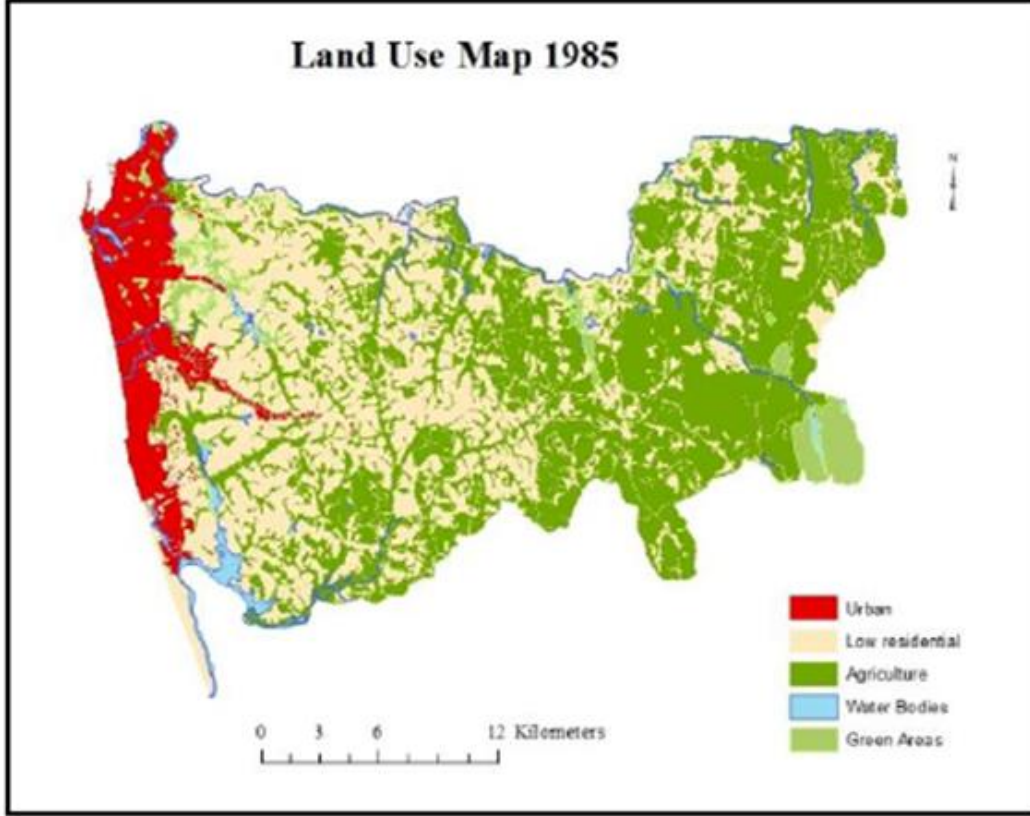 Land Use Map 1985
N
Urban
Low residential
Agriculture
Water Bodies
Green Areas
0 3 6 12 Kilometers